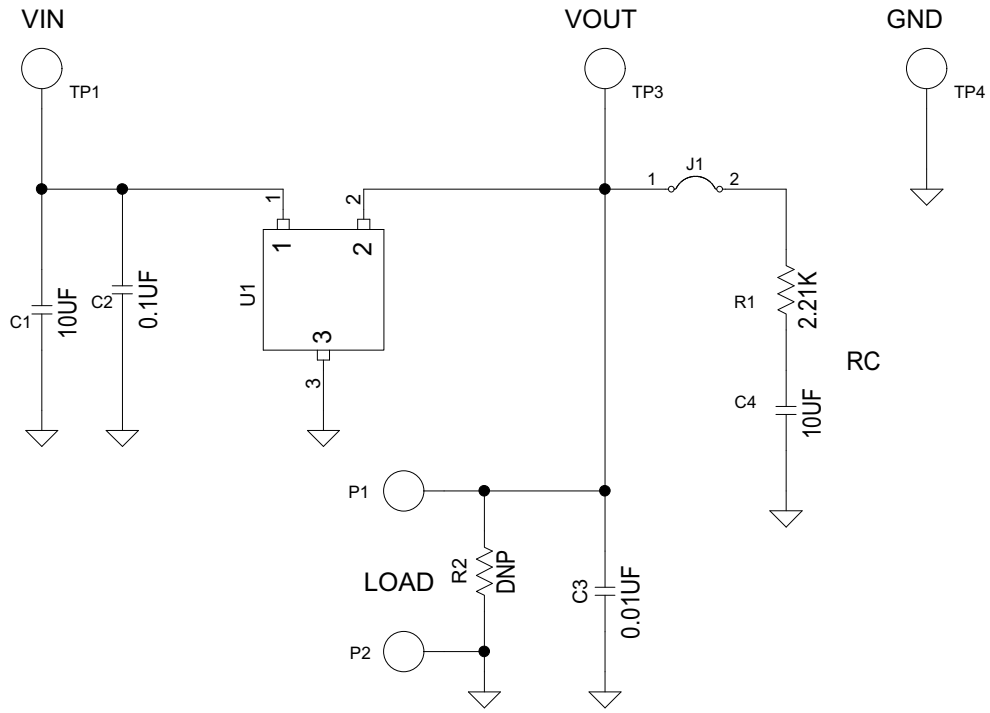 VIN
VOUT
GND
TP1
TP3
TP4
J1
1
2
1
2
1
2
U1
3
3
C1
10UF
C2
0.1UF
R1
2.21K
RC
C4
10UF
P1
LOAD
R2
DNP
C3
0.01UF
P2